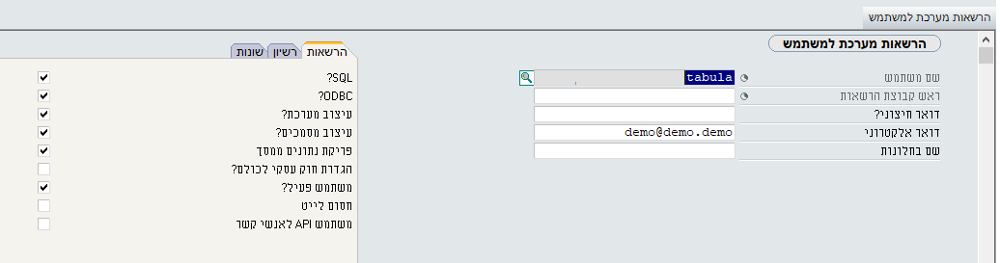 הרשאות מערכת למשתמש
הרשאות מערכת למשתמש
שם משתמש tabula
ראש קבוצת הרשאות
דואר חיצוני?
דואר אלקטרוני demo@demo.demo
שם בחלונות
הרשאות רשיון שונות
SQL?
ODBC?
עיצוב מערכת?
עיצוב מסמכים?
פריקת נתונים ממסך
הגדרת חוק עסקי לכולם?
משתמש פעיל?
חסום לייט
משתמש API לאנשי קשר